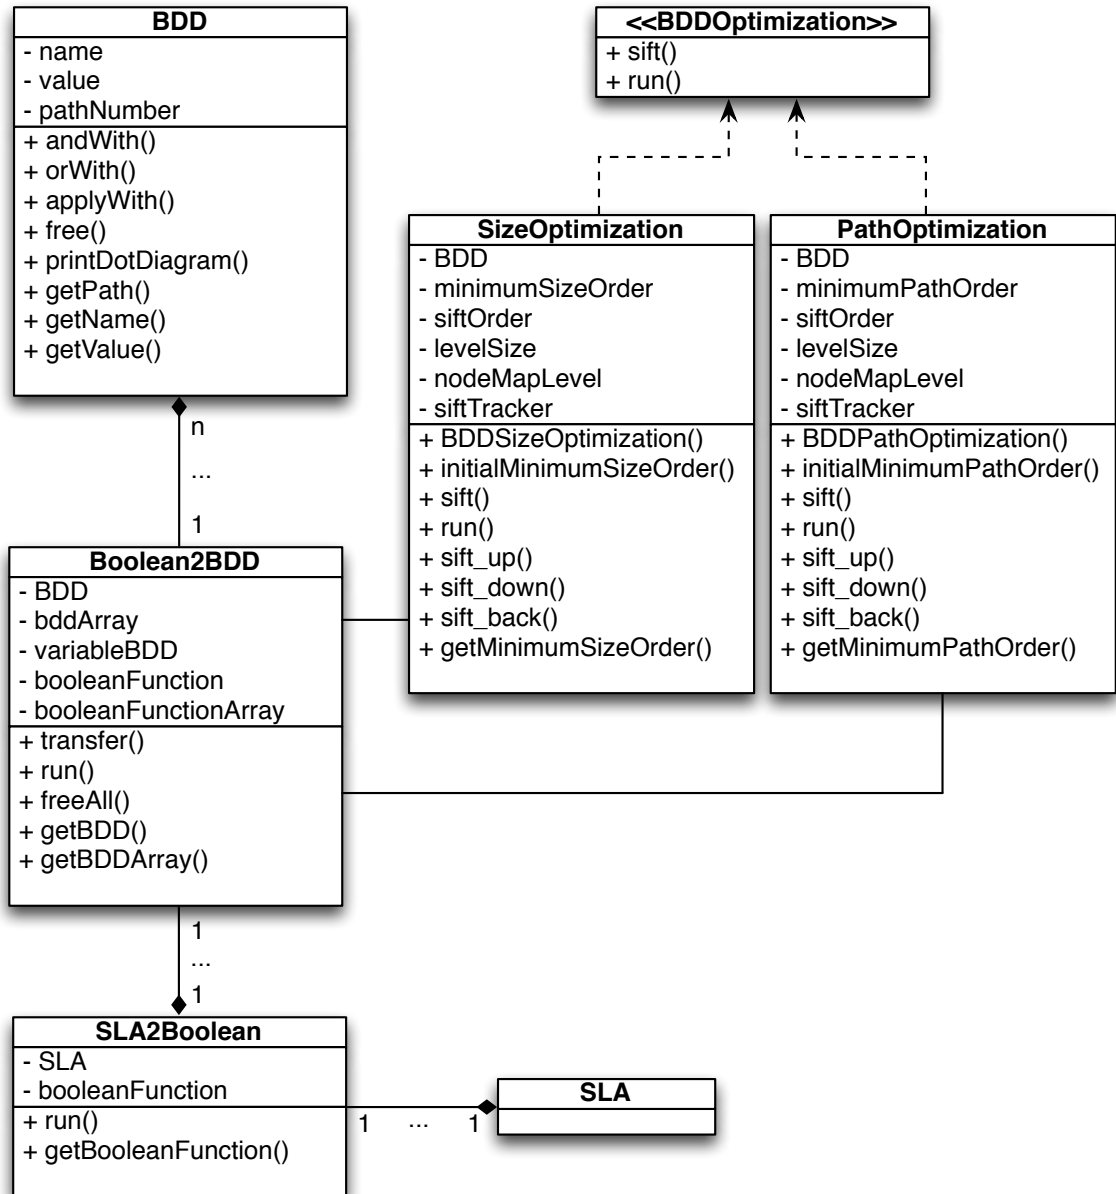 BDD
- name
- value
- pathNumber
+ andWith()
+ orWith()
+ applyWith()
+ free()
+ printDotDiagram()
+ getPath()
+ getName()
+ getValue()
<<BDDOptimization>>
+ sift()
+ run()
SizeOptimization
- BDD
- minimumSizeOrder
- siftOrder
- levelSize
- nodeMapLevel
- siftTracker
+ BDDSizeOptimization()
+ initialMinimumSizeOrder()
+ sift()
+ run()
+ sift_up()
+ sift_down()
+ sift_back()
+ getMinimumSizeOrder()
PathOptimization
- BDD
- minimumPathOrder
- siftOrder
- levelSize
- nodeMapLevel
- siftTracker
+ BDDPathOptimization()
+ initialMinimumPathOrder()
+ sift()
+ run()
+ sift_up()
+ sift_down()
+ sift_back()
+ getMinimumPathOrder()
n
...
1
Boolean2BDD
- BDD
- bddArray
- variableBDD
- booleanFunction
- booleanFunctionArray
+ transfer()
+ run()
+ freeAll()
+ getBDD()
+ getBDDArray()
1
...
1
SLA2Boolean
- SLA
- booleanFunction
+ run()
+ getBooleanFunction()
1 ... 1
SLA